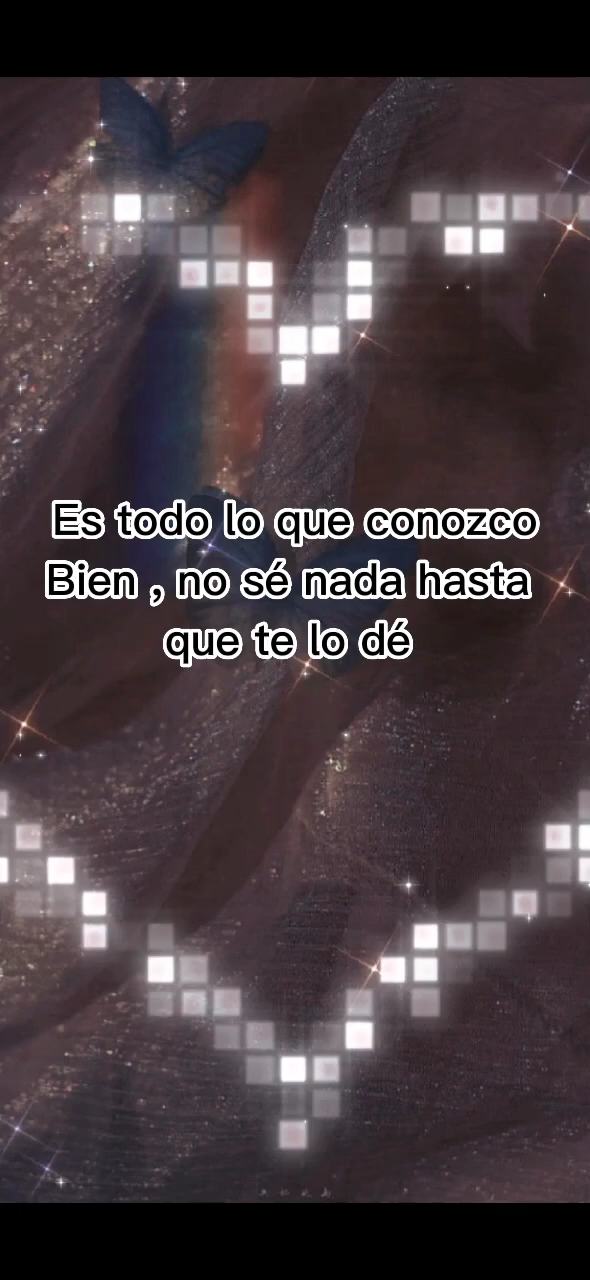 Es todo lo que conozco
Bien , no sé nada hasta
que te lo dé